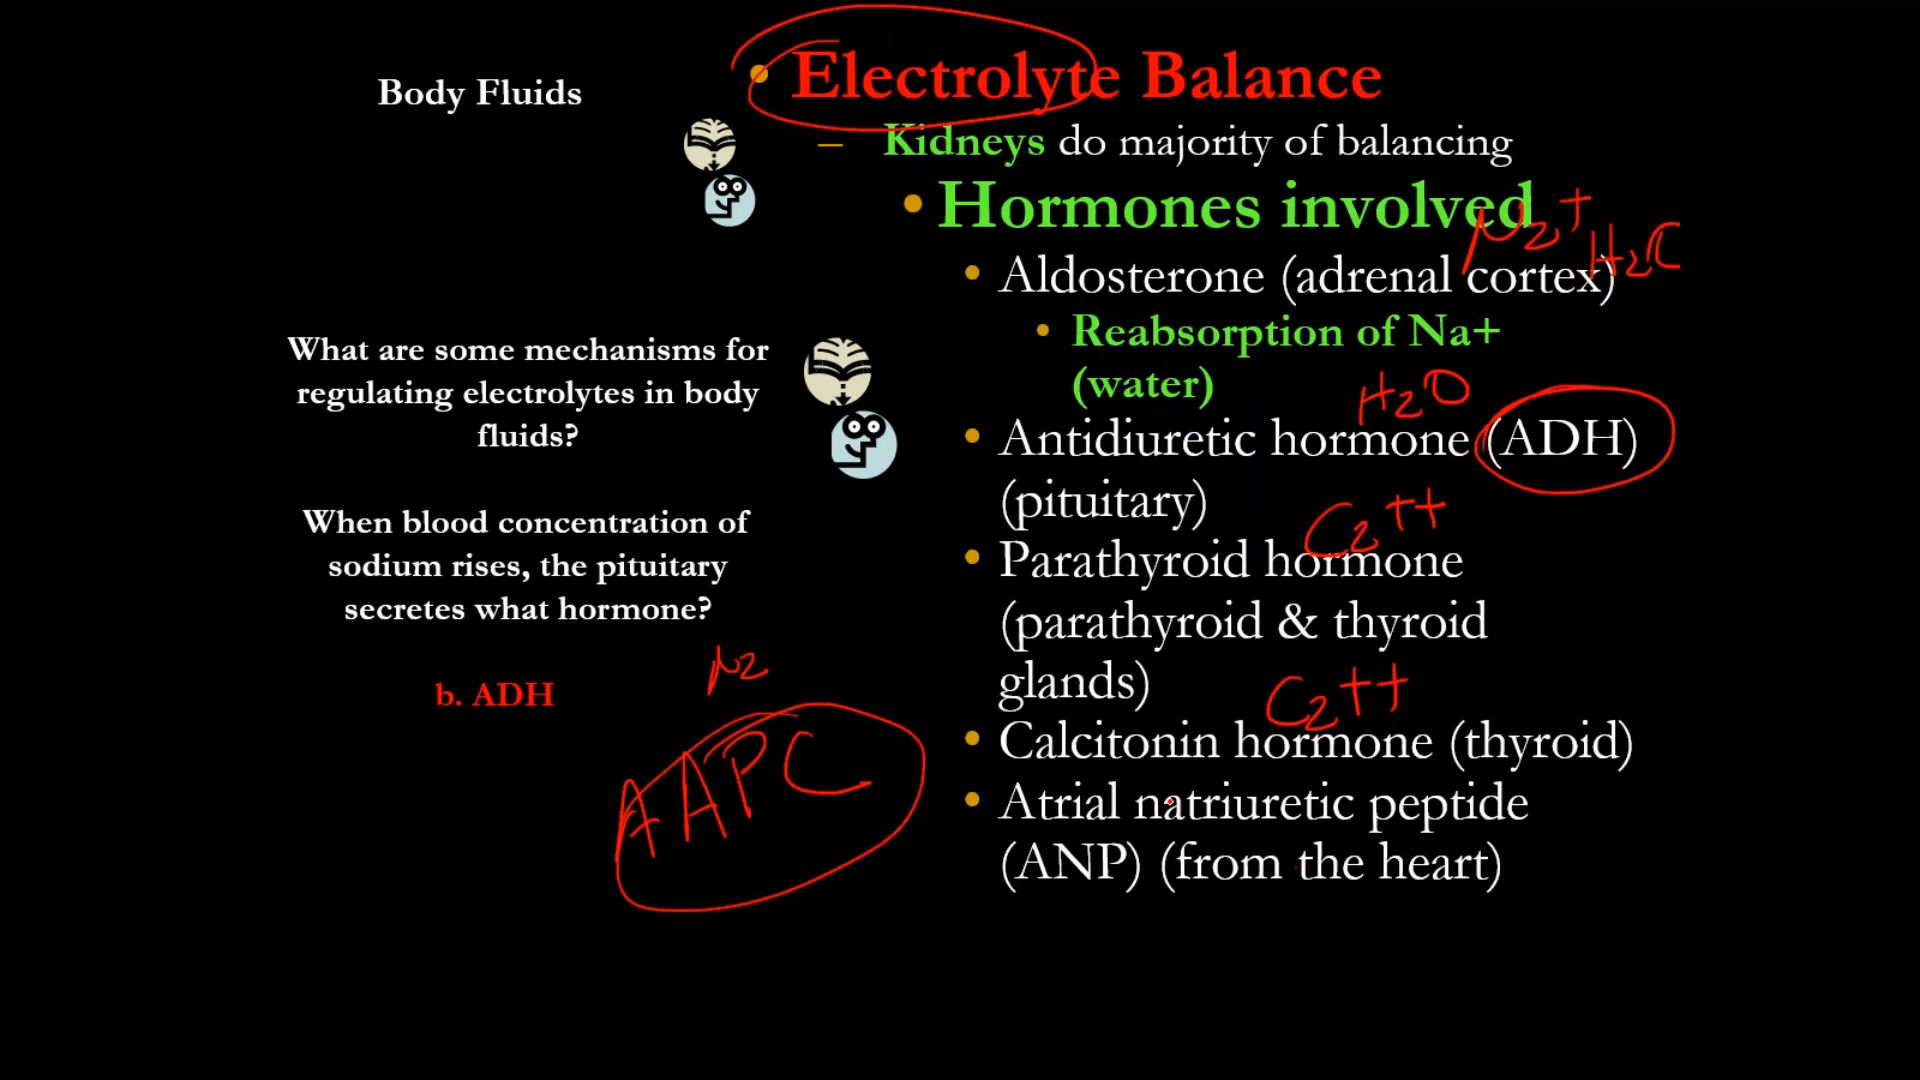 Body Fluids
What are some mechanisms for
regulating electrolytes in body
fluids?
When blood concentration of
sodium rises, the pituitary
secretes what hormone?
b. ADH
Na
AAPC
• Electrolyte Balance
– Kidneys do majority of balancing
• Hormones involved
Na+
H2O
• Aldosterone (adrenal cortex)
• Reabsorption of Na+
(water)
H2O
• Antidiuretic hormone (ADH)
(pituitary)
Ca++
• Parathyroid hormone
(parathyroid & thyroid
glands)
Ca++
• Calcitonin hormone (thyroid)
• Atrial natriuretic peptide
(ANP) (from the heart)